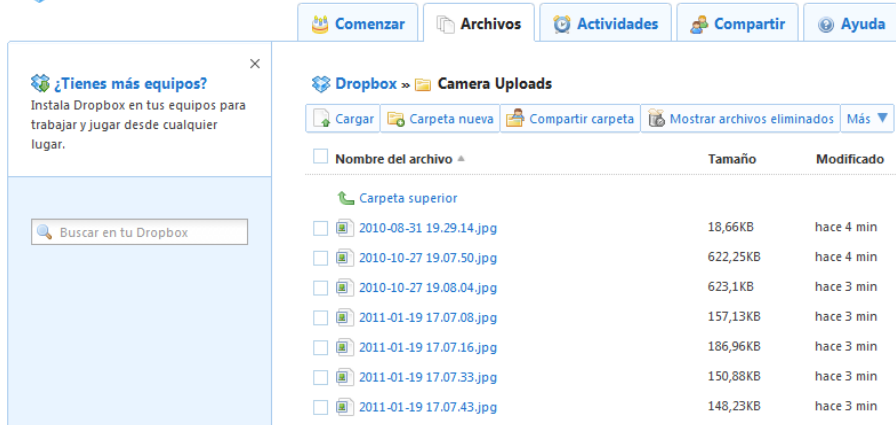 Comenzar Archivos Actividades Compartir Ayuda
¿Tienes más equipos?
Instala Dropbox en tus equipos para
trabajar y jugar desde cualquier
lugar.
Buscar en tu Dropbox
Dropbox » Camera Uploads
Cargar Carpeta nueva Compartir carpeta Mostrar archivos eliminados Más
Nombre del archivo Tamaño Modificado
Carpeta superior
2010-08-31 19.29.14.jpg 18,66KB hace 4 min
2010-10-27 19.07.50.jpg 622,25KB hace 4 min
2010-10-27 19.08.04.jpg 623,1KB hace 3 min
2011-01-19 17.07.08.jpg 157,13KB hace 3 min
2011-01-19 17.07.16.jpg 186,96KB hace 3 min
2011-01-19 17.07.33.jpg 150,88KB hace 3 min
2011-01-19 17.07.43.jpg 148,23KB hace 3 min